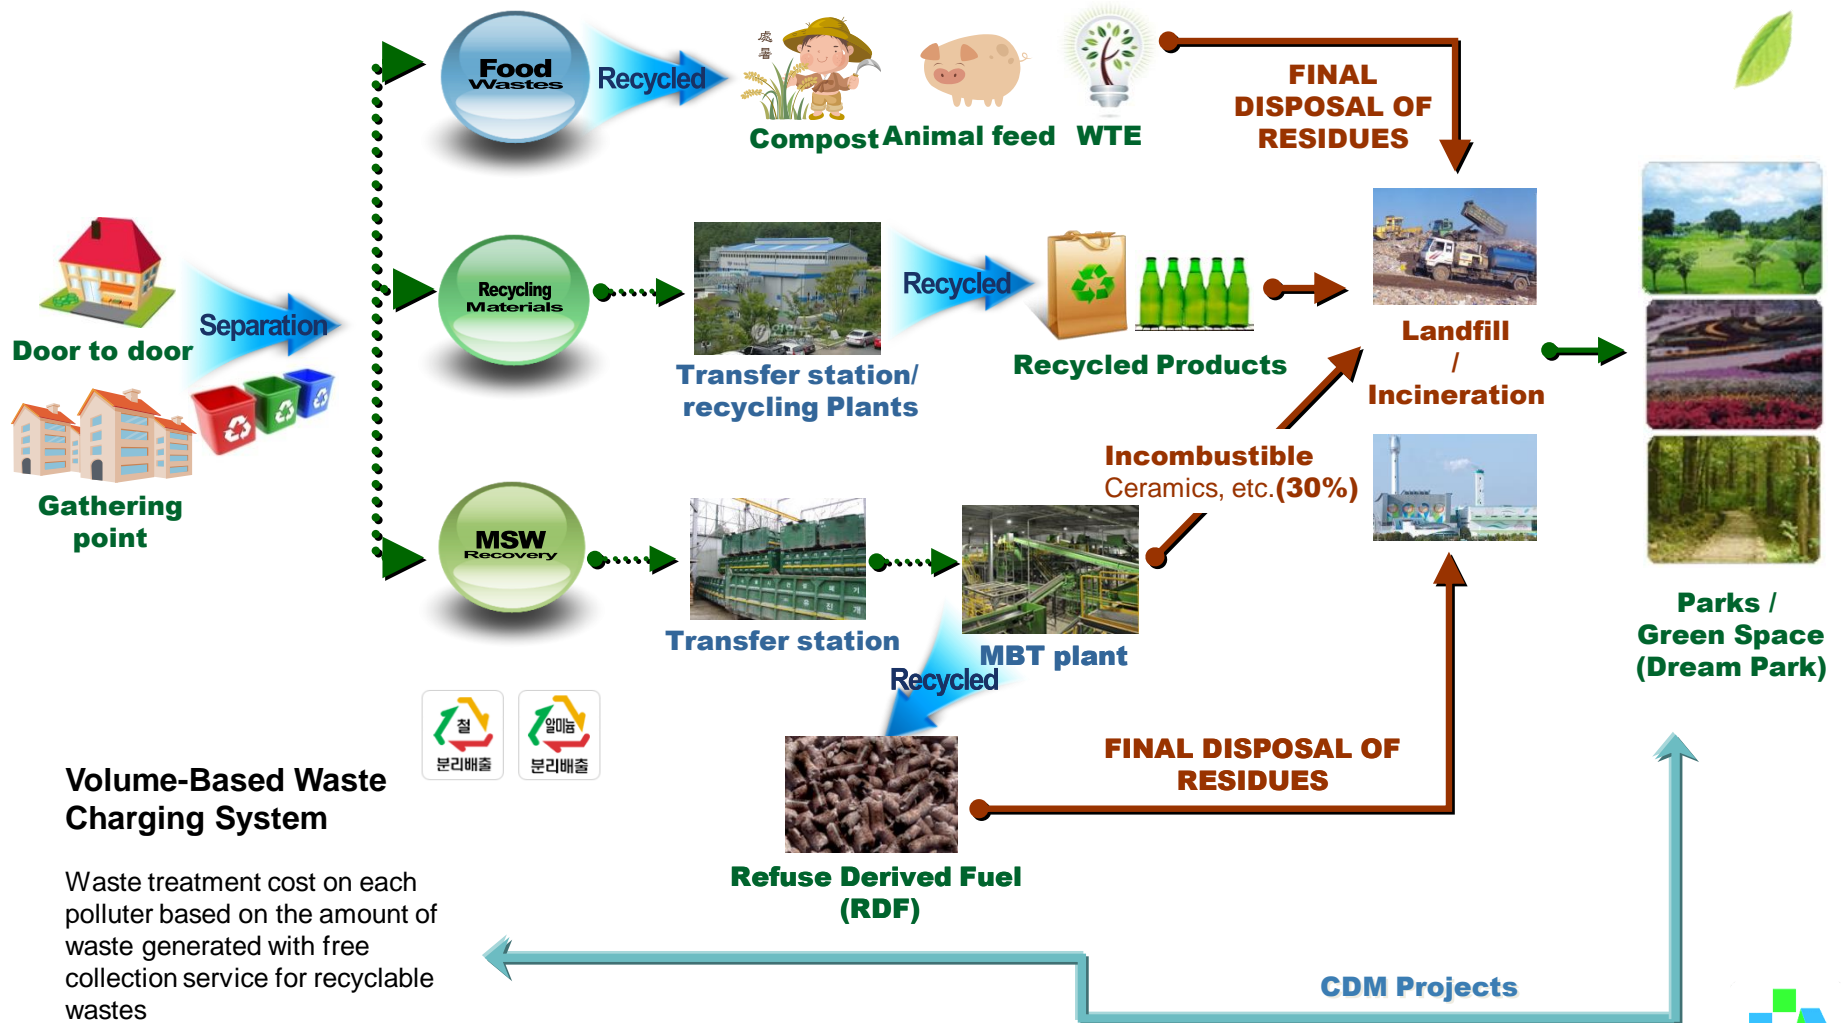 Food
Wastes
Recycled
處
暑
Compost
Animal feed
WTE
FINAL
DISPOSAL OF
RESIDUES
Door to door
Separation
Gathering
point
Recycling
Materials
Transfer station/
recycling Plants
Recycled
Recycled Products
Landfill
/
Incineration
MSW
Recovery
Transfer station
MBT plant
Incombustible
Ceramics, etc.(30%)
Recycled
Refuse Derived Fuel
(RDF)
FINAL DISPOSAL OF
RESIDUES
Parks /
Green Space
(Dream Park)
철
분리배출
알미늄
분리배출
Volume-Based Waste
Charging System
Waste treatment cost on each
polluter based on the amount of
waste generated with free
collection service for recyclable
wastes
CDM Projects